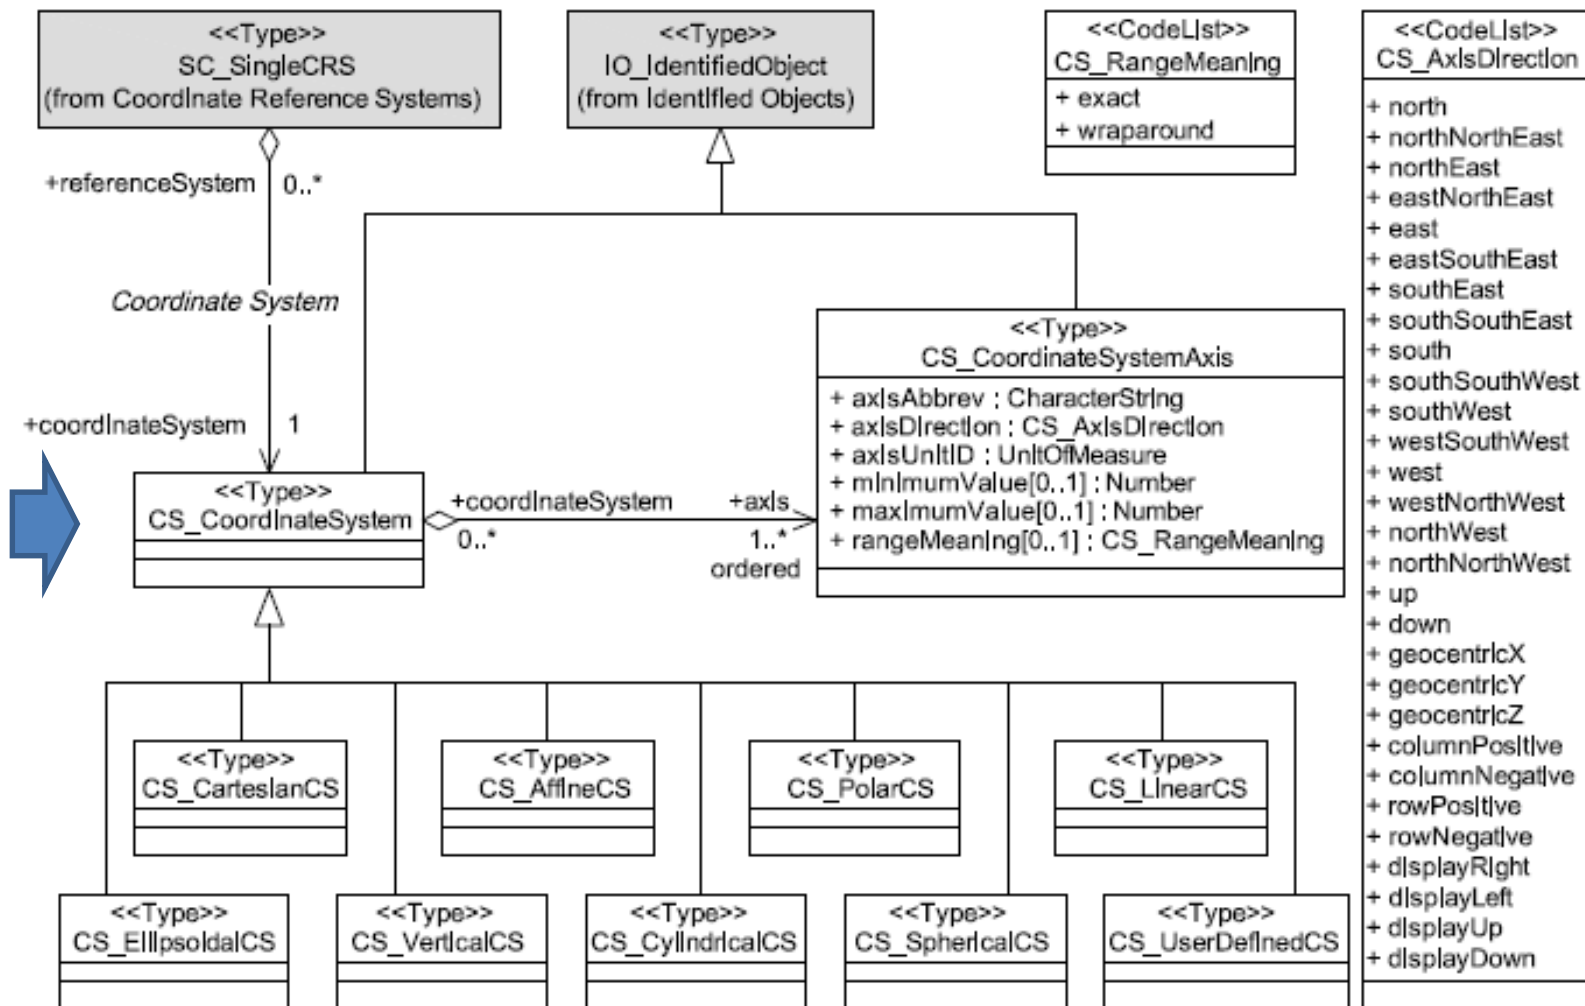 <<Type>>
SC_SingleCRS
(from Coordinate Reference Systems)
<<Type>>
IO_IdentifiedObject
(from Identified Objects)
<<CodeList>>
CS_RangeMeaning
+ exact
+ wraparound
<<CodeList>>
CS_AxisDirection
+ north
+ northNorthEast
+ northEast
+ eastNorthEast
+ east
+ eastSouthEast
+ southEast
+ southSouthEast
+ south
+ southSouthWest
+ southWest
+ westSouthWest
+ west
+ westNorthWest
+ northWest
+ northNorthWest
+ up
+ down
+ geocentricX
+ geocentricY
+ geocentricZ
+ columnPositive
+ columnNegative
+ rowPositive
+ rowNegative
+ displayRight
+ displayLeft
+ displayUp
+ displayDown
+referenceSystem 0..*
Coordinate System
+coordinateSystem 1
<<Type>>
CS_CoordinateSystem
+coordinateSystem +axis
0..* 1..*
ordered
<<Type>>
CS_CoordinateSystemAxis
+ axisAbbrev : CharacterString
+ axisDirection : CS_AxisDirection
+ axisUnitID : UnitOfMeasure
+ minimumValue[0..1] : Number
+ maximumValue[0..1] : Number
+ rangeMeaning[0..1] : CS_RangeMeaning
<<Type>>
CS_CartesianCS
<<Type>>
CS_AffineCS
<<Type>>
CS_PolarCS
<<Type>>
CS_LinearCS
<<Type>>
CS_EllipsoidalCS
<<Type>>
CS_VerticalCS
<<Type>>
CS_CylindricalCS
<<Type>>
CS_SphericalCS
<<Type>>
CS_UserDefinedCS